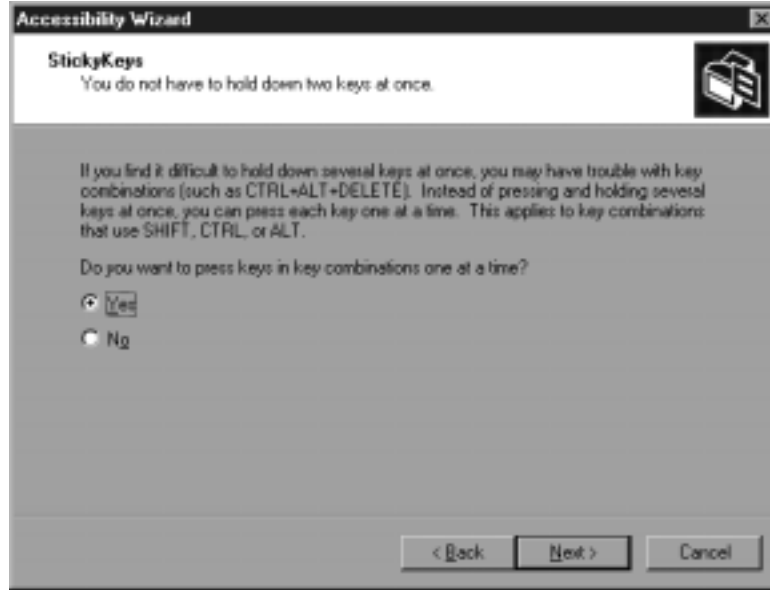 Accessibility Wizard
StickyKeys
You do not have to hold down two keys at once.
If you find it difficult to hold down several keys at once, you may have trouble with key
combinations (such as CTRL+ALT+DELETE). Instead of pressing and holding several
keys at once, you can press each key one at a time. This applies to key combinations
that use SHIFT, CTRL, or ALT.
Do you want to press keys in key combinations one at a time?
Yes
No
< Back Next > Cancel